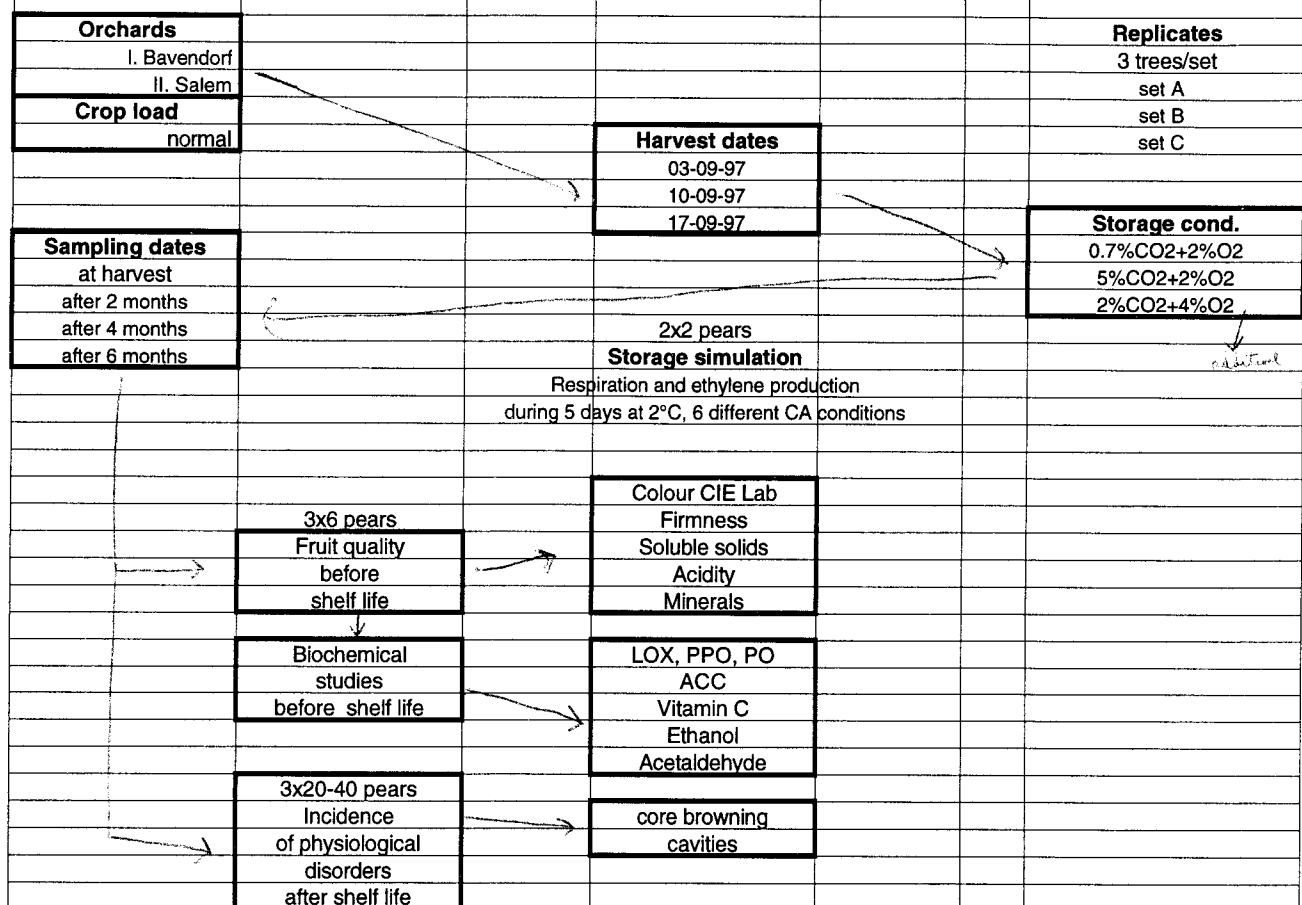 Orchards
I. Bavendorf
II. Salem
Crop load
normal
Replicates
3 trees/set
set A
set B
set C
Harvest dates
03-09-97
10-09-97
17-09-97
Storage cond.
0.7%CO2+2%O2
5%CO2+2%O2
2%CO2+4%O2
Sampling dates
at harvest
after 2 months
after 4 months
after 6 months
2x2 pears
Storage simulation
Respiration and ethylene production
during 5 days at 2°C, 6 different CA conditions
3x6 pears
Fruit quality
before
shelf life
Colour CIE Lab
Firmness
Soluble solids
Acidity
Minerals
Biochemical
studies
before shelf life
LOX, PPO, PO
ACC
Vitamin C
Ethanol
Acetaldehyde
3x20-40 pears
Incidence
of physiological
disorders
after shelf life
core browning
cavities